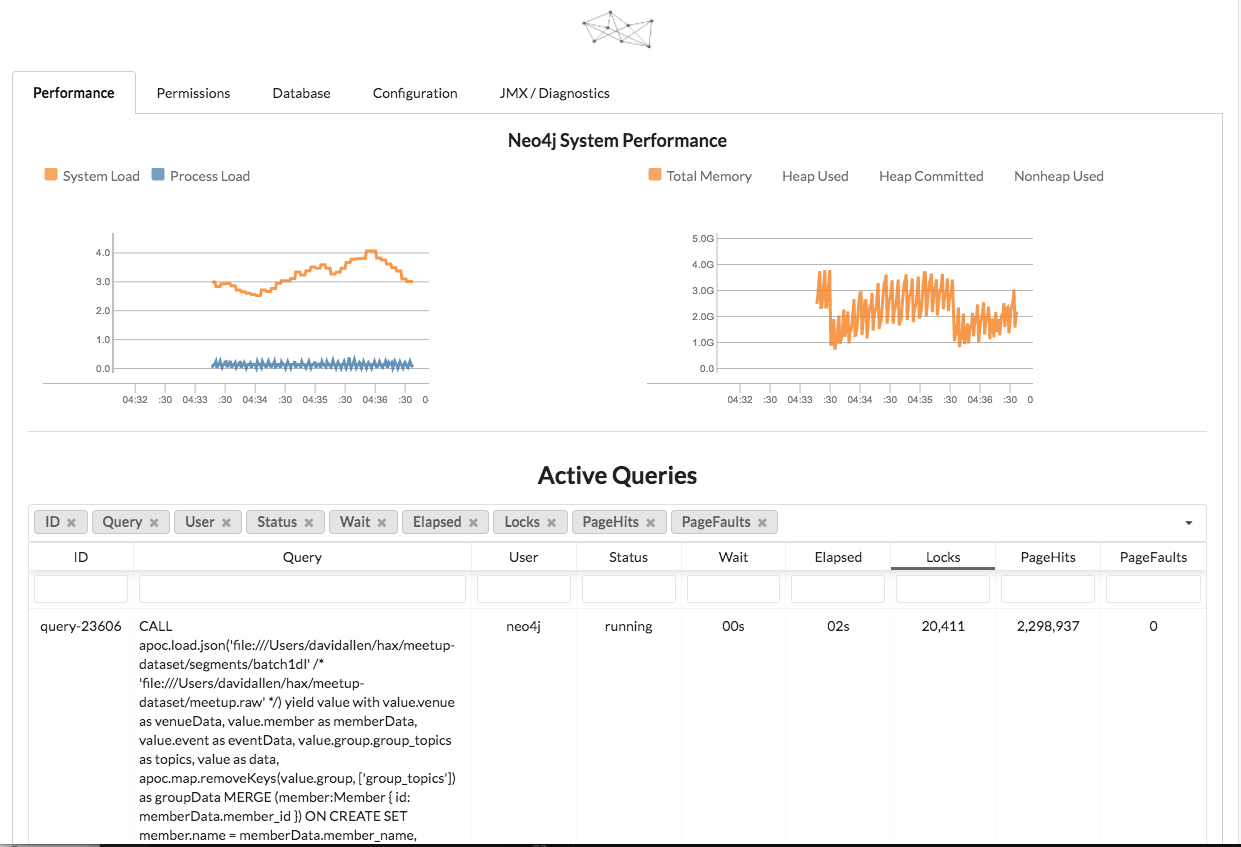 Performance
Permissions
Database
Configuration
JMX / Diagnostics
Neo4j System Performance
System Load
Process Load
Total Memory
Heap Used
Heap Committed
Nonheap Used
4.0
3.0
2.0
1.0
0.0
04:32 :30 04:33 :30 04:34 :30 04:35 :30 04:36 :30 0
5.0G
4.0G
3.0G
2.0G
1.0G
0.0
04:32 :30 04:33 :30 04:34 :30 04:35 :30 04:36 :30 0
Active Queries
ID × Query × User × Status × Wait × Elapsed × Locks × PageHits × PageFaults ×
ID Query User Status Wait Elapsed Locks PageHits PageFaults
query-23606 CALL neo4j running 00s 02s 20,411 2,298,937 0
apoc.load.json('file:///Users/davidallen/hax/meetup-
dataset/segments/batch1dl' /*
'file:///Users/davidallen/hax/meetup-
dataset/meetup.raw' */) yield value with value.venue
as venueData, value.member as memberData,
value.event as eventData, value.group.group_topics
as topics, value as data,
apoc.map.removeKeys(value.group, ['group_topics'])
as groupData MERGE (member:Member { id:
memberData.member_id }) ON CREATE SET
member.name = memberData.member_name,